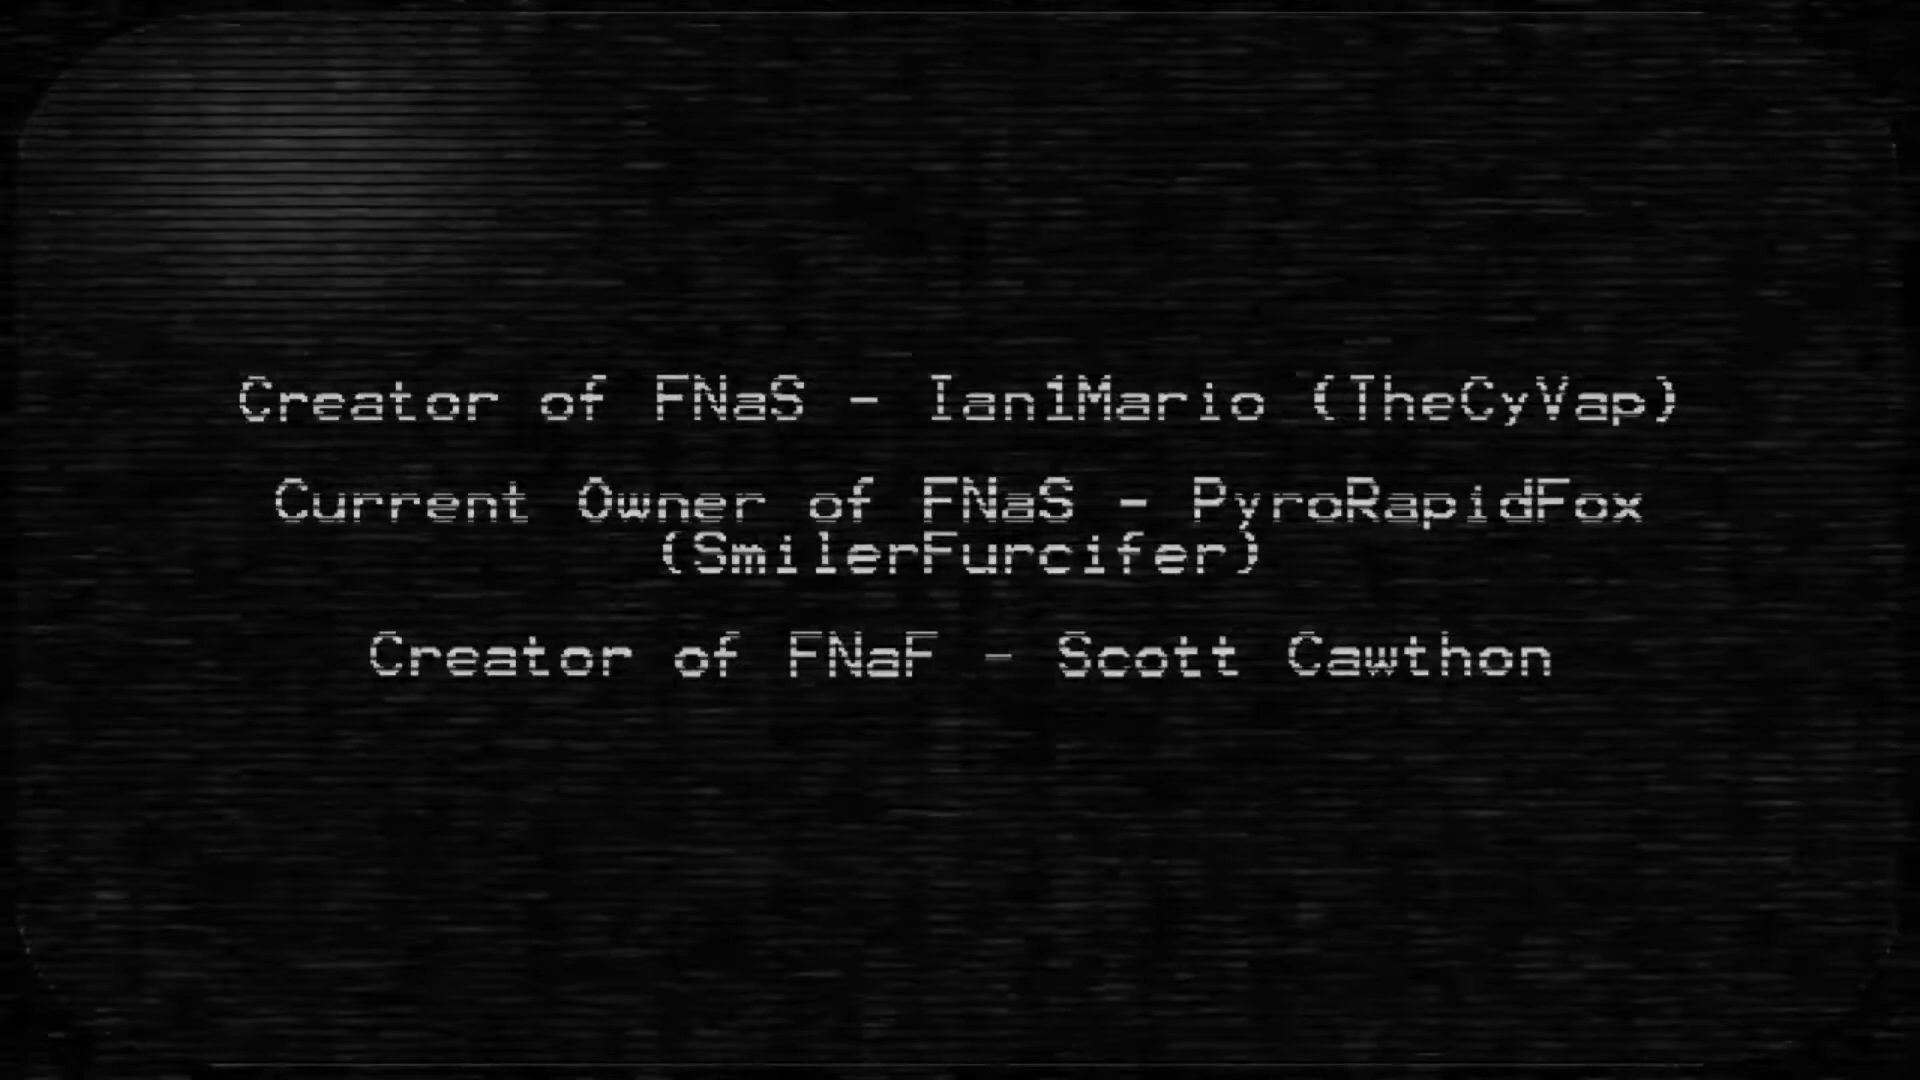 Creator of FNaS - Ian1Mario (TheCyVap)
Current Owner of FNaS - PyroRapidFox
(SmilerFurcifer)
Creator of FNaF - Scott Cawthon